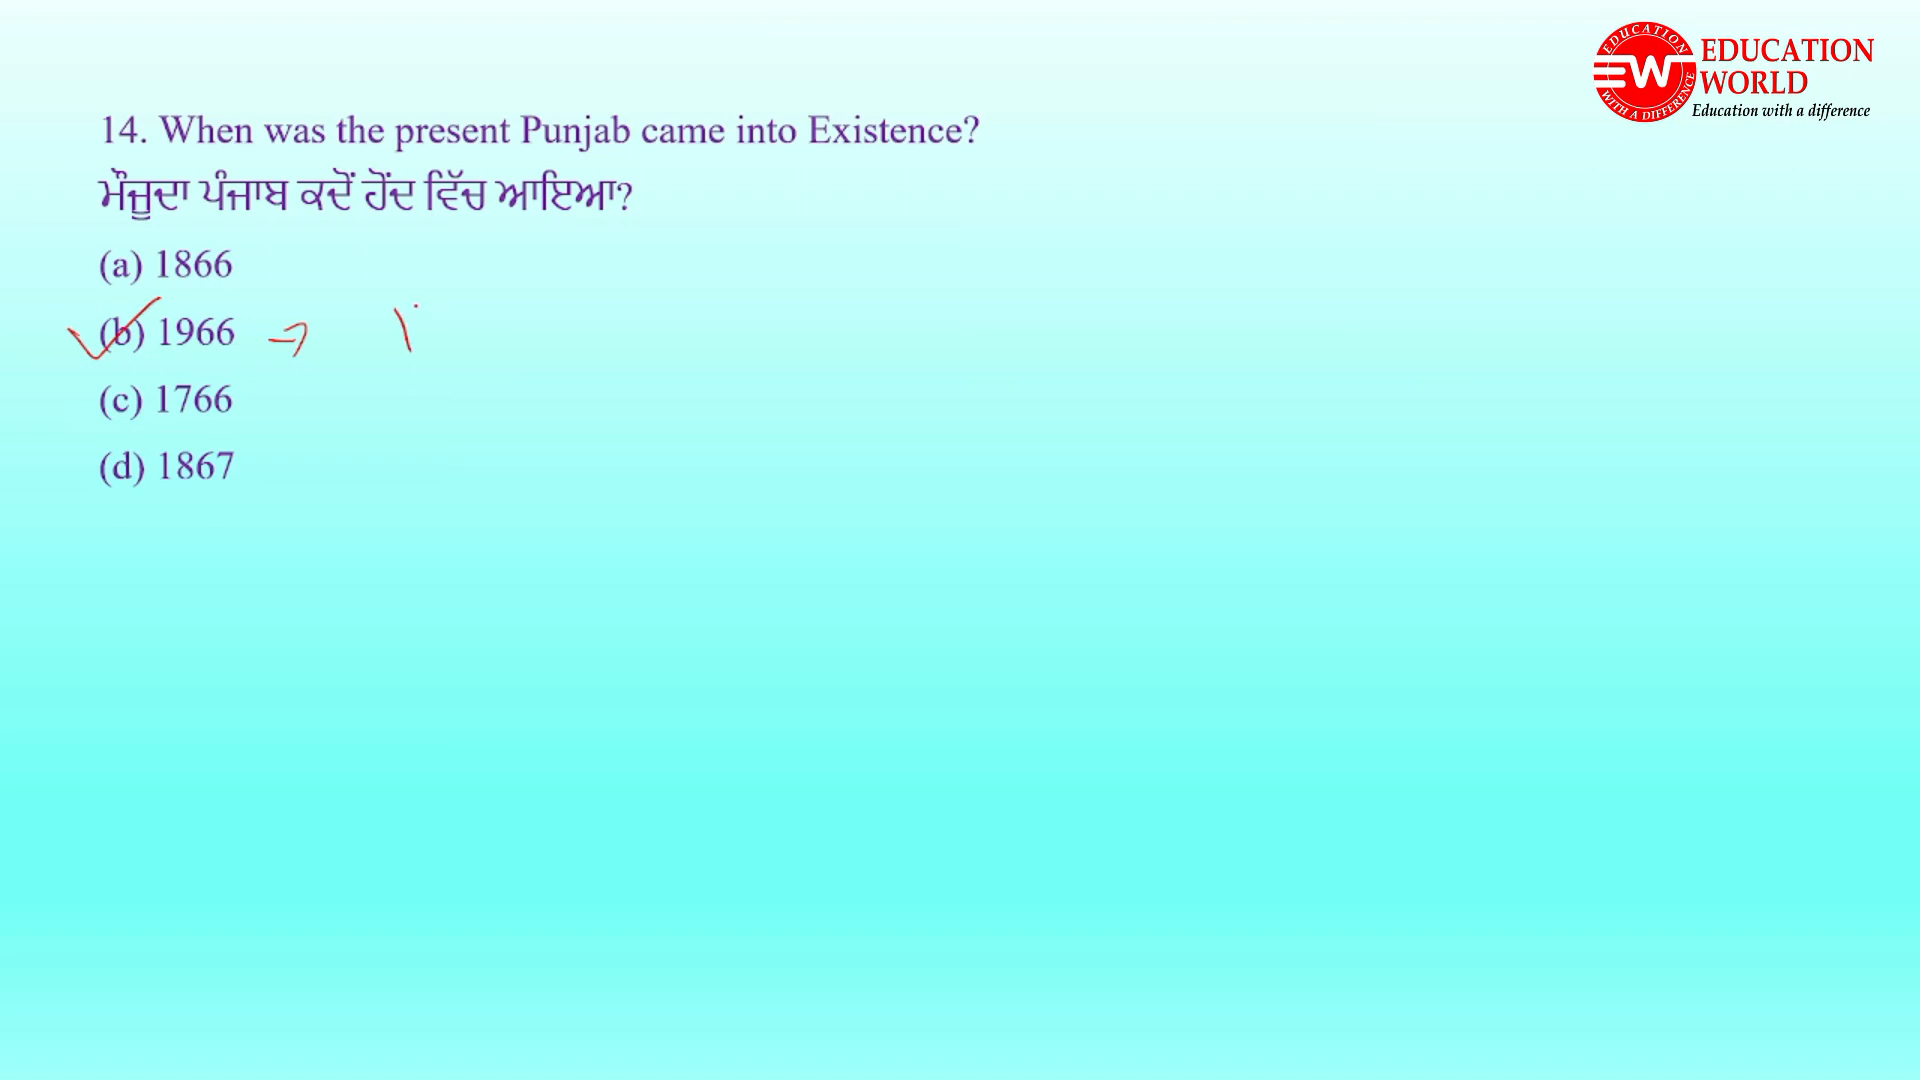 EDUCATION
WITH A DIFFERENCE
EW
EDUCATION
WORLD
Education with a difference
14. When was the present Punjab came into Existence?
ਮੌਜੂਦਾ ਪੰਜਾਬ ਕਦੋਂ ਹੋਂਦ ਵਿੱਚ ਆਇਆ?
(a) 1866
(b) 1966
(c) 1766
(d) 1867